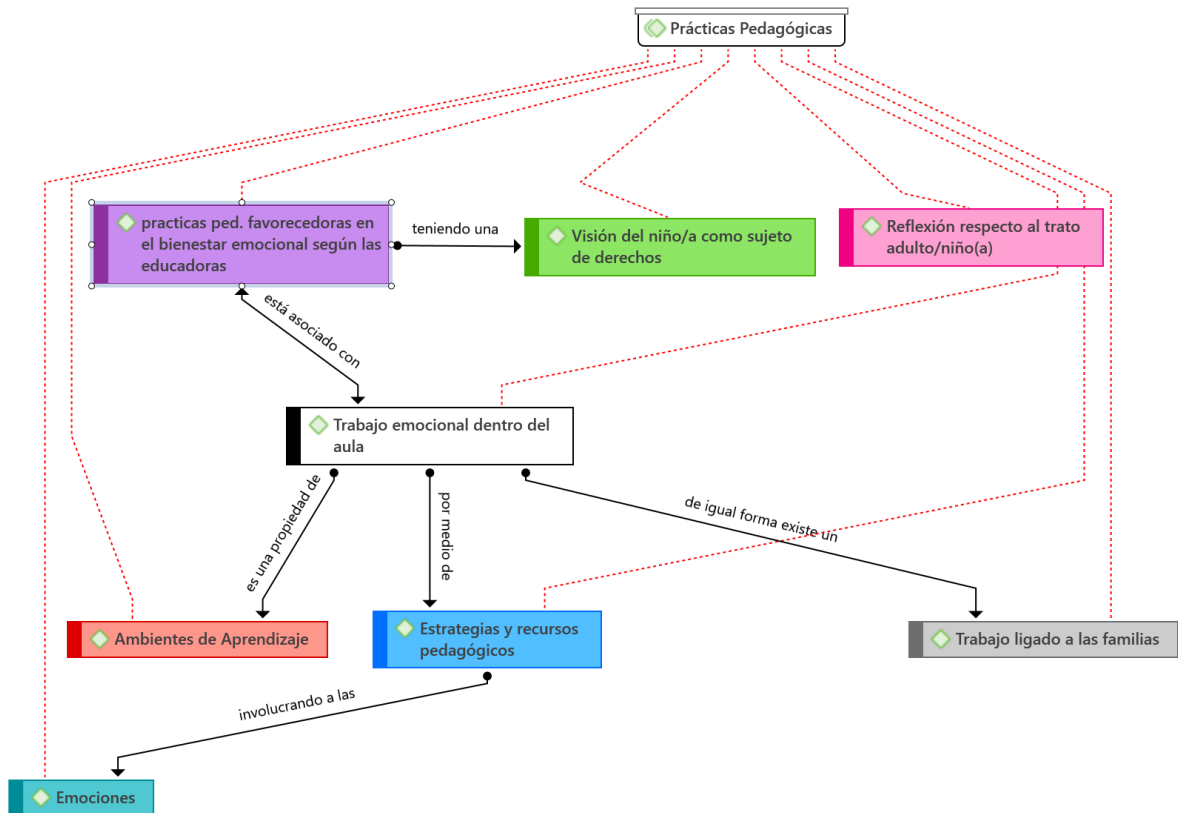 Prácticas Pedagógicas
practicas ped. favorecedoras en
el bienestar emocional según las
educadoras
teniendo una
Visión del niño/a como sujeto
de derechos
Reflexión respecto al trato
adulto/niño(a)
está asociado con
Trabajo emocional dentro del
aula
es una propiedad de
por medio de
de igual forma existe un
Ambientes de Aprendizaje
Estrategias y recursos
pedagógicos
Trabajo ligado a las familias
involucrando a las
Emociones